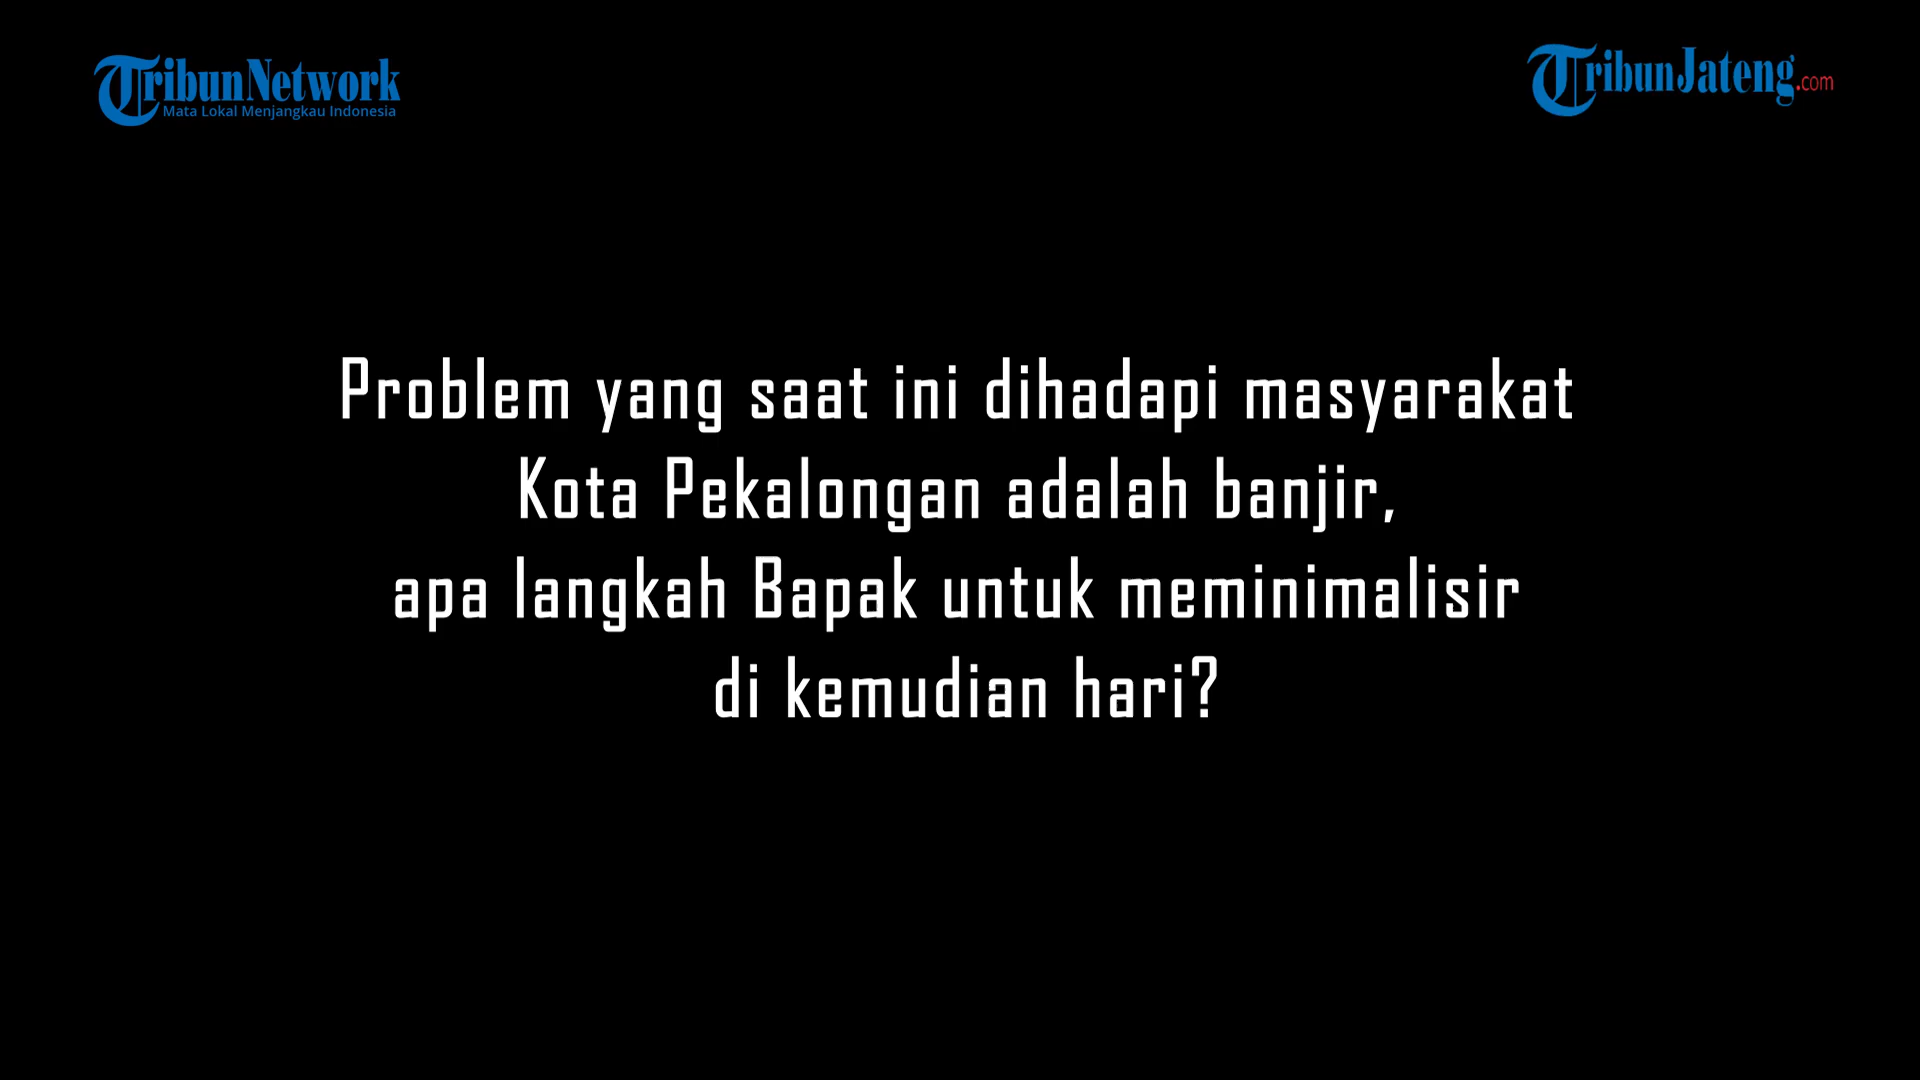 TribunNetwork
Mata Lokal Menjangkau Indonesia
TribunJateng.com
Problem yang saat ini dihadapi masyarakat
Kota Pekalongan adalah banjir,
apa langkah Bapak untuk meminimalisir
di kemudian hari?